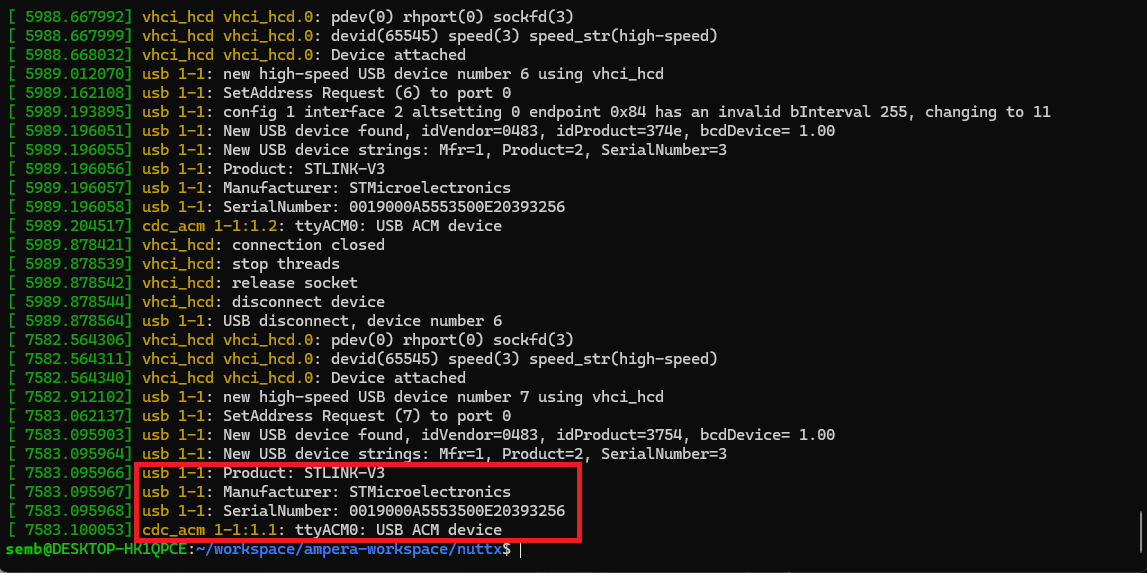 [ 5988.667992] vhci_hcd vhci_hcd.0: pdev(0) rhport(0) sockfd(3)
[ 5988.667999] vhci_hcd vhci_hcd.0: devid(65545) speed(3) speed_str(high-speed)
[ 5988.668032] vhci_hcd vhci_hcd.0: Device attached
[ 5989.012070] usb 1-1: new high-speed USB device number 6 using vhci_hcd
[ 5989.162108] usb 1-1: SetAddress Request (6) to port 0
[ 5989.193895] usb 1-1: config 1 interface 2 altsetting 0 endpoint 0x84 has an invalid bInterval 255, changing to 11
[ 5989.196051] usb 1-1: New USB device found, idVendor=0483, idProduct=374e, bcdDevice= 1.00
[ 5989.196055] usb 1-1: New USB device strings: Mfr=1, Product=2, SerialNumber=3
[ 5989.196056] usb 1-1: Product: STLINK-V3
[ 5989.196057] usb 1-1: Manufacturer: STMicroelectronics
[ 5989.196058] usb 1-1: SerialNumber: 0019000A5553500E20393256
[ 5989.204517] cdc_acm 1-1:1.2: ttyACM0: USB ACM device
[ 5989.878421] vhci_hcd: connection closed
[ 5989.878539] vhci_hcd: stop threads
[ 5989.878542] vhci_hcd: release socket
[ 5989.878544] vhci_hcd: disconnect device
[ 5989.878564] usb 1-1: USB disconnect, device number 6
[ 7582.564306] vhci_hcd vhci_hcd.0: pdev(0) rhport(0) sockfd(3)
[ 7582.564311] vhci_hcd vhci_hcd.0: devid(65545) speed(3) speed_str(high-speed)
[ 7582.564340] vhci_hcd vhci_hcd.0: Device attached
[ 7582.912102] usb 1-1: new high-speed USB device number 7 using vhci_hcd
[ 7583.062137] usb 1-1: SetAddress Request (7) to port 0
[ 7583.095903] usb 1-1: New USB device found, idVendor=0483, idProduct=3754, bcdDevice= 1.00
[ 7583.095964] usb 1-1: New USB device strings: Mfr=1, Product=2, SerialNumber=3
[ 7583.095966] usb 1-1: Product: STLINK-V3
[ 7583.095967] usb 1-1: Manufacturer: STMicroelectronics
[ 7583.095968] usb 1-1: SerialNumber: 0019000A5553500E20393256
[ 7583.100053] cdc_acm 1-1:1.1: ttyACM0: USB ACM device
semb@DESKTOP-HK1QPCE:~/workspace/ampera-workspace/nuttx$